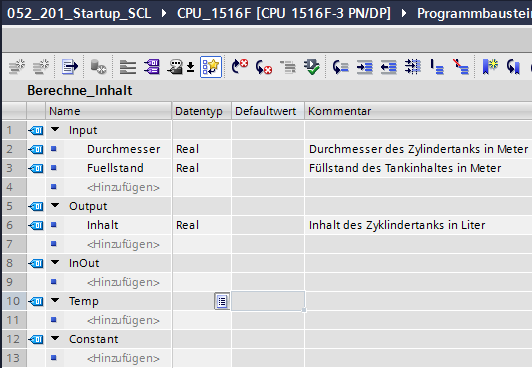 052_201_Startup_SCL CPU_1516F [CPU 1516F-3 PN/DP] Programmbaustein
Berechne_Inhalt
Name Datentyp Defaultwert Kommentar
1 Input
2 Durchmesser Real Durchmesser des Zylindertanks in Meter
3 Fuellstand Real Füllstand des Tankinhaltes in Meter
4 <Hinzufügen>
5 Output
6 Inhalt Real Inhalt des Zyklindertanks in Liter
7 <Hinzufügen>
8 InOut
9 <Hinzufügen>
10 Temp
11 <Hinzufügen>
12 Constant
13 <Hinzufügen>